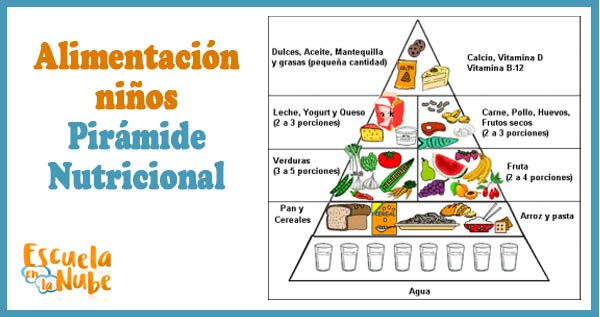 Alimentación
niños
Pirámide
Nutricional
Escuela
en la
Nube
Dulces, Aceite, Mantequilla
y grasas (pequeña cantidad)
Calcio, Vitamina D
Vitamina B-12
Leche, Yogurt y Queso
(2 a 3 porciones)
Carne, Pollo, Huevos,
Frutos secos
(2 a 3 porciones)
Verduras
(3 a 5 porciones)
Fruta
(2 a 4 porciones)
Pan y
Cereales
CEREAL
Arroz y pasta
Agua